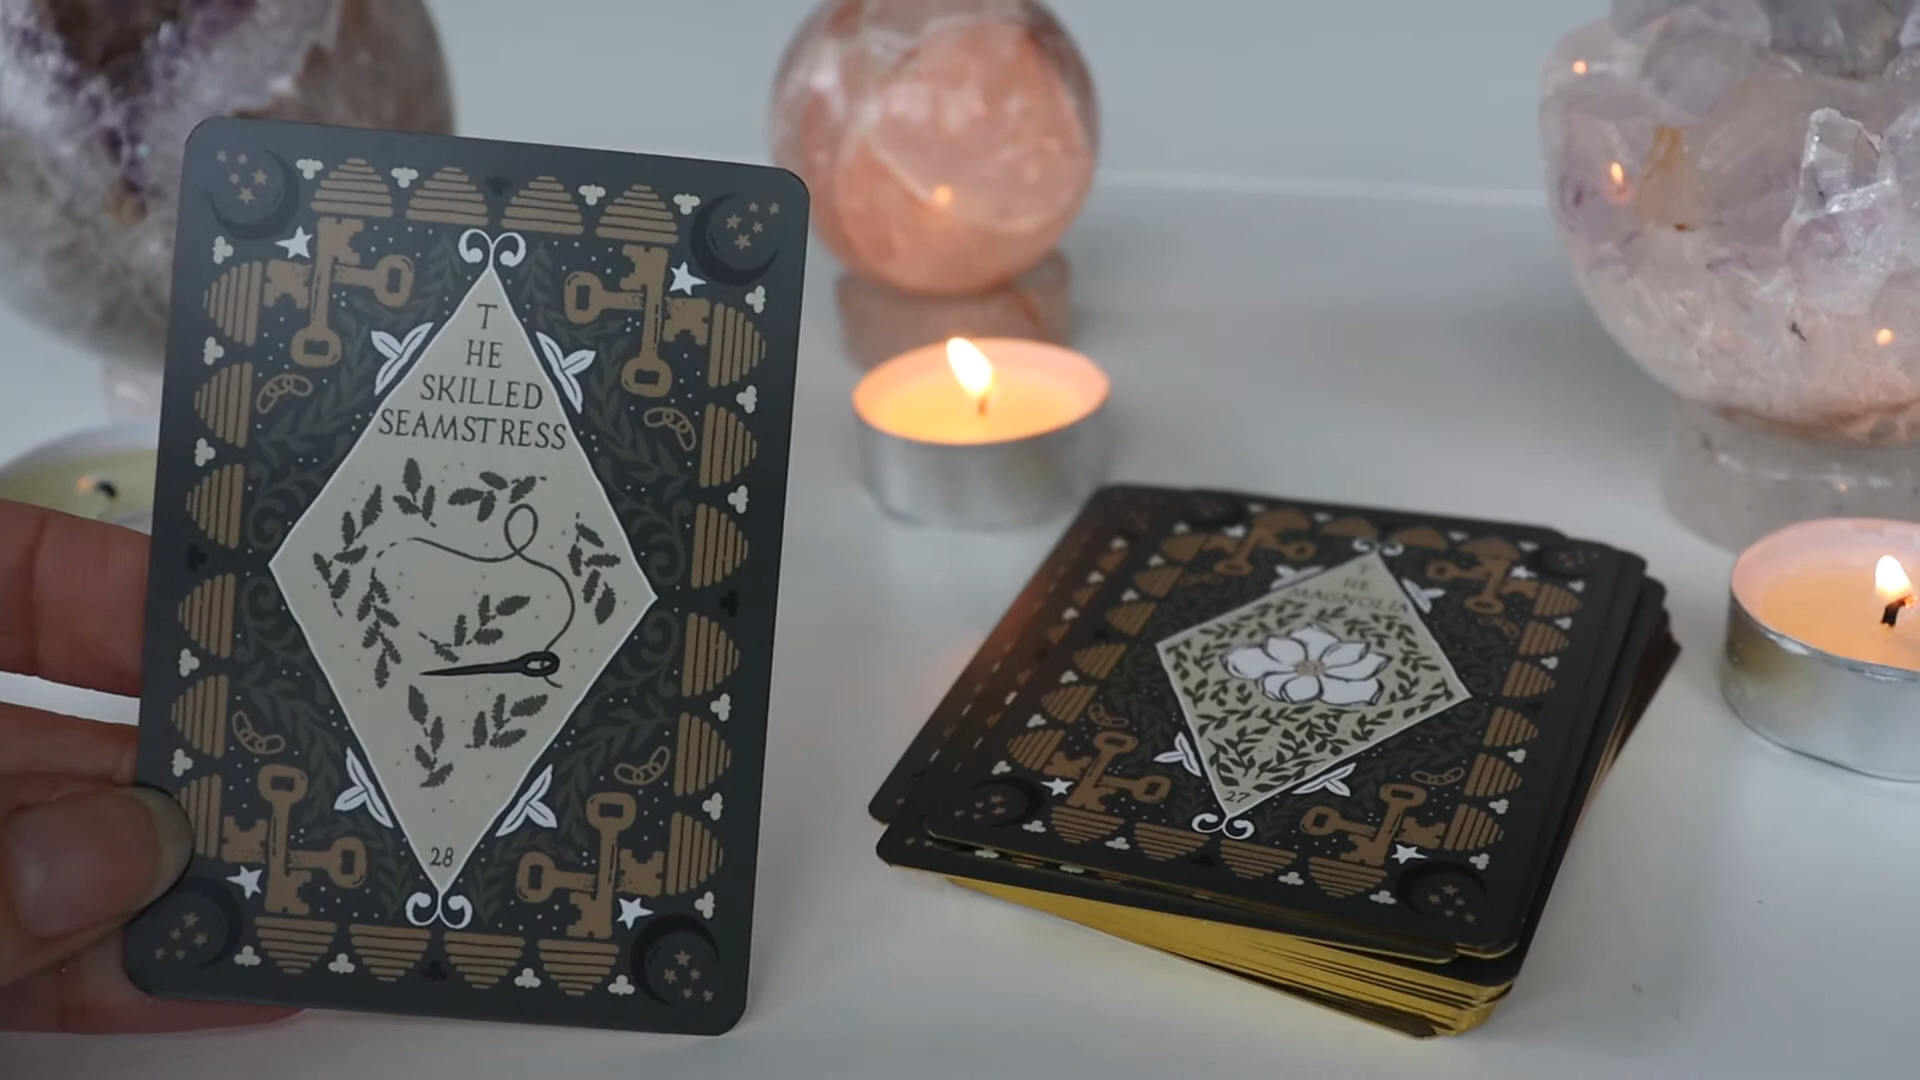 T
HE
SKILLED
SEAMSTRESS
28
T
HE
MAGNOLIA
27